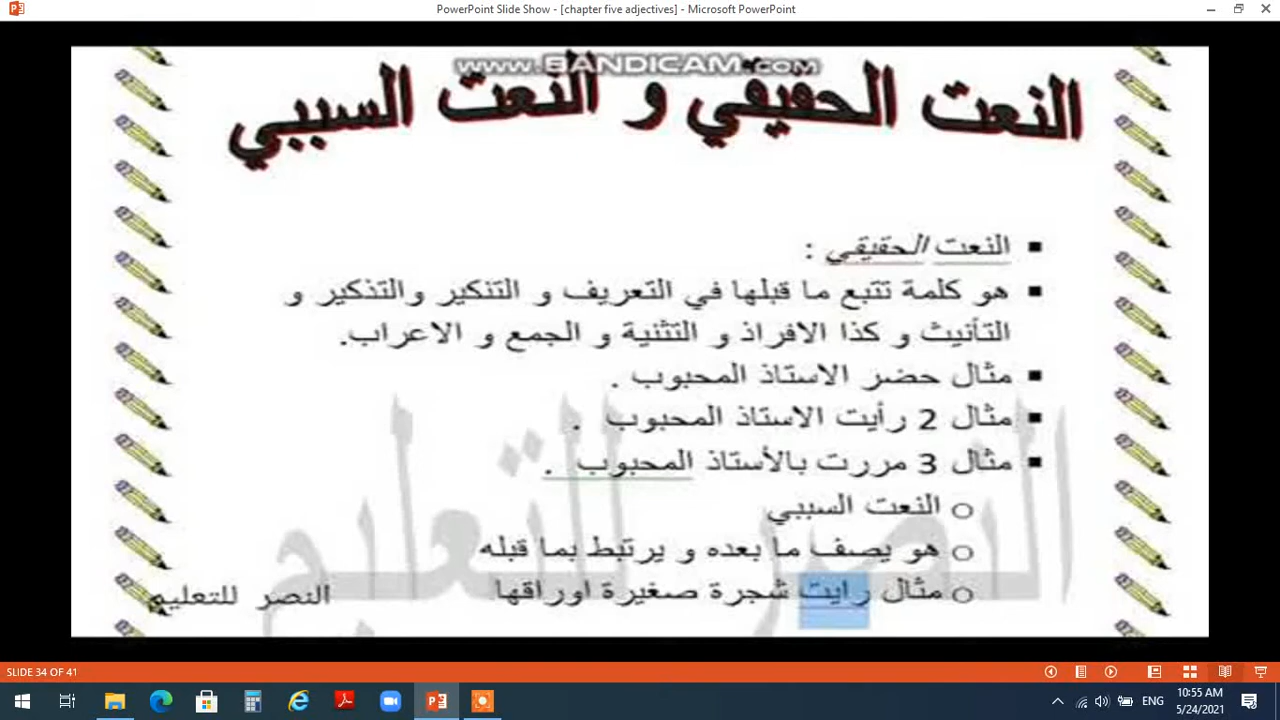 PowerPoint Slide Show - [chapter five adjectives] - Microsoft PowerPoint
www.BANDICAM.com
النعت الحقيقي و النعت السببي
النعت الحقيقي :
هو كلمة تتبع ما قبلها في التعريف و التنكير والتذكير و
التأنيث و كذا الافراذ و التثنية و الجمع و الاعراب.
مثال حضر الاستاذ المحبوب .
مثال 2 رأيت الاستاذ المحبوب .
مثال 3 مررت بالأستاذ المحبوب .
النعت السببي
هو يصف ما بعده و يرتبط بما قبله
مثال رايت شجرة صغيرة اوراقها
النصر للتعليم
النصر للتعليم
SLIDE 34 OF 41
ENG
10:55 AM
5/24/2021